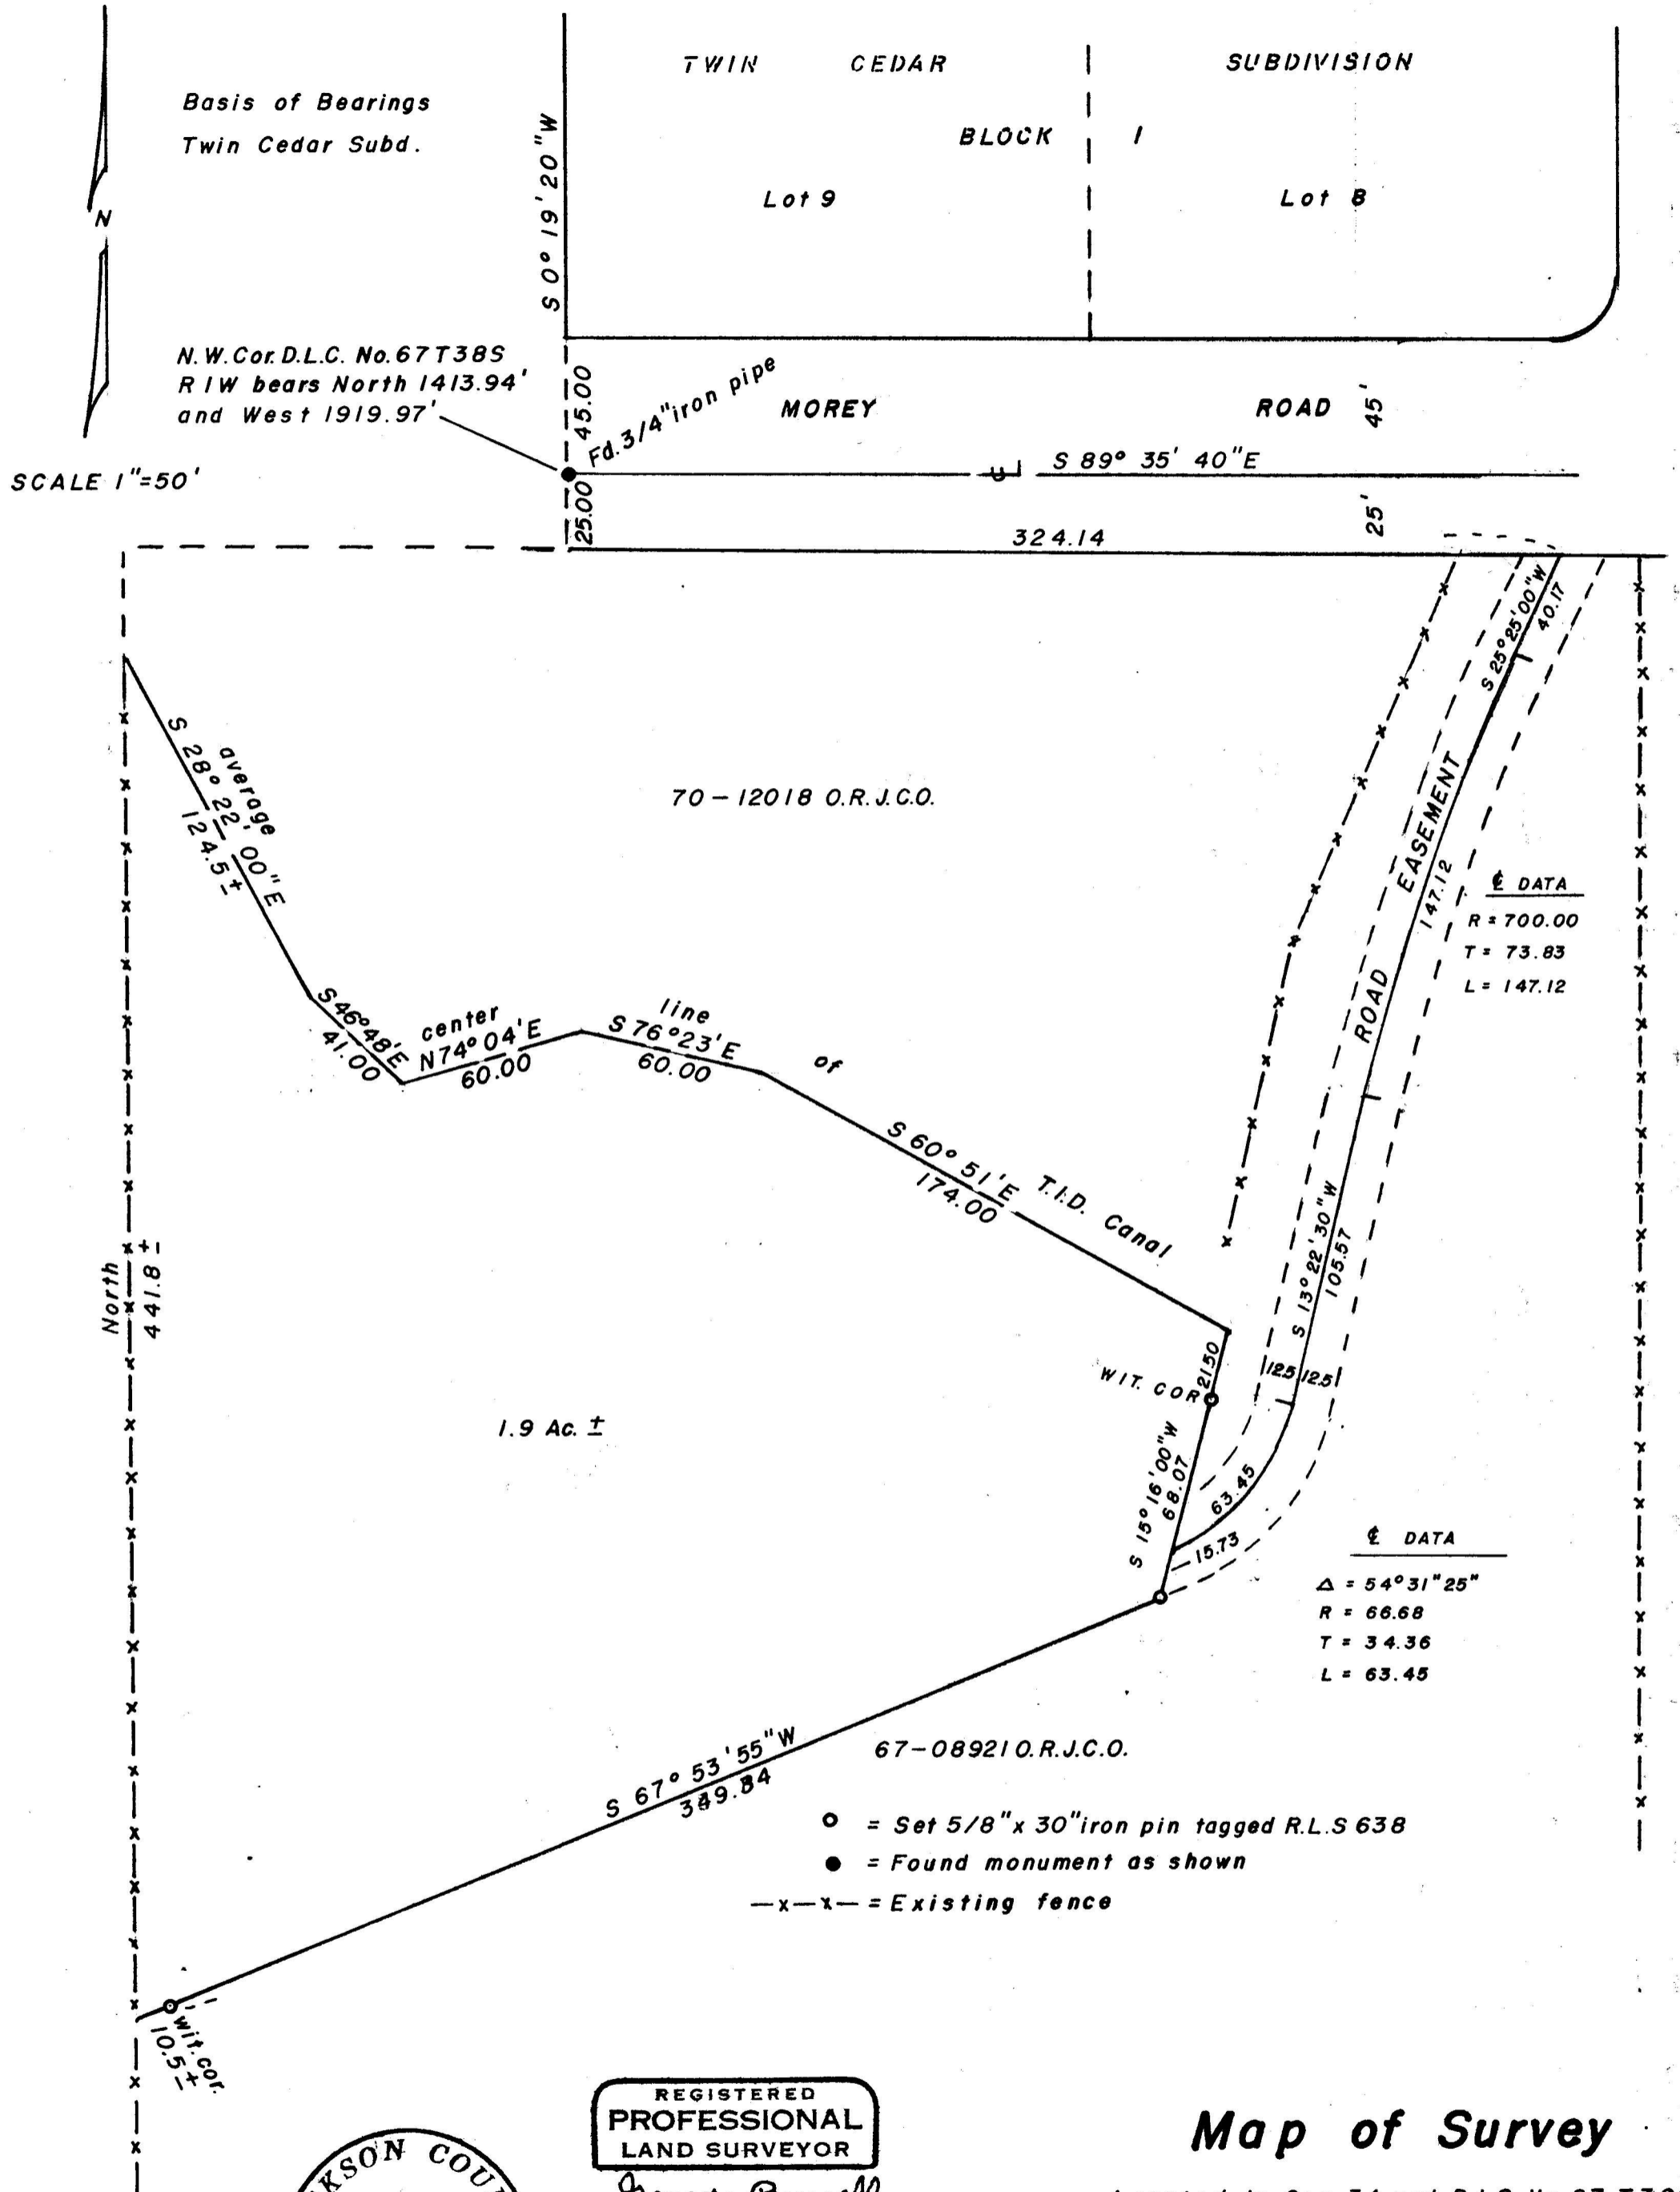 TWIN CEDAR SUBDIVISION
BLOCK 1
Lot 9
Lot 8
Basis of Bearings
Twin Cedar Subd.
N
S 0° 19' 20" W
N.W. Cor. D.L.C. No. 67 T38S
R 1 W bears North 1413.94'
and West 1919.97'
45.00
Fd. 3/4" iron pipe
MOREY ROAD
45'
SCALE 1"=50'
S 89° 35' 40" E
25.00
25'
324.14
S 25° 25' 00" W
40.17
average
S 28° 22' 00" E
124.5 ±
70-12018 O.R.J.C.O.
ROAD EASEMENT
147.12
℄ DATA
R = 700.00
T = 73.83
L = 147.12
S 46° 48' E
41.00
center
N 74° 04' E
60.00
line
S 76° 23' E
60.00
of
S 60° 51' E
174.00
T.I.D. Canal
S 13° 22' 30" W
105.57
North
441.8 ±
WIT. COR
21.50
12.5 12.5
1.9 Ac. ±
S 15° 16' 00" W
68.07
63.45
15.73
℄ DATA
Δ = 54° 31" 25"
R = 66.68
T = 34.36
L = 63.45
S 67° 53' 55" W
67-08921 O.R.J.C.O.
= Set 5/8" x 30" iron pin tagged R.L.S 638
= Found monument as shown
—x—x— = Existing fence
wit. cor.
10.5 ±
REGISTERED
PROFESSIONAL
LAND SURVEYOR
KSON COU
Map of Survey